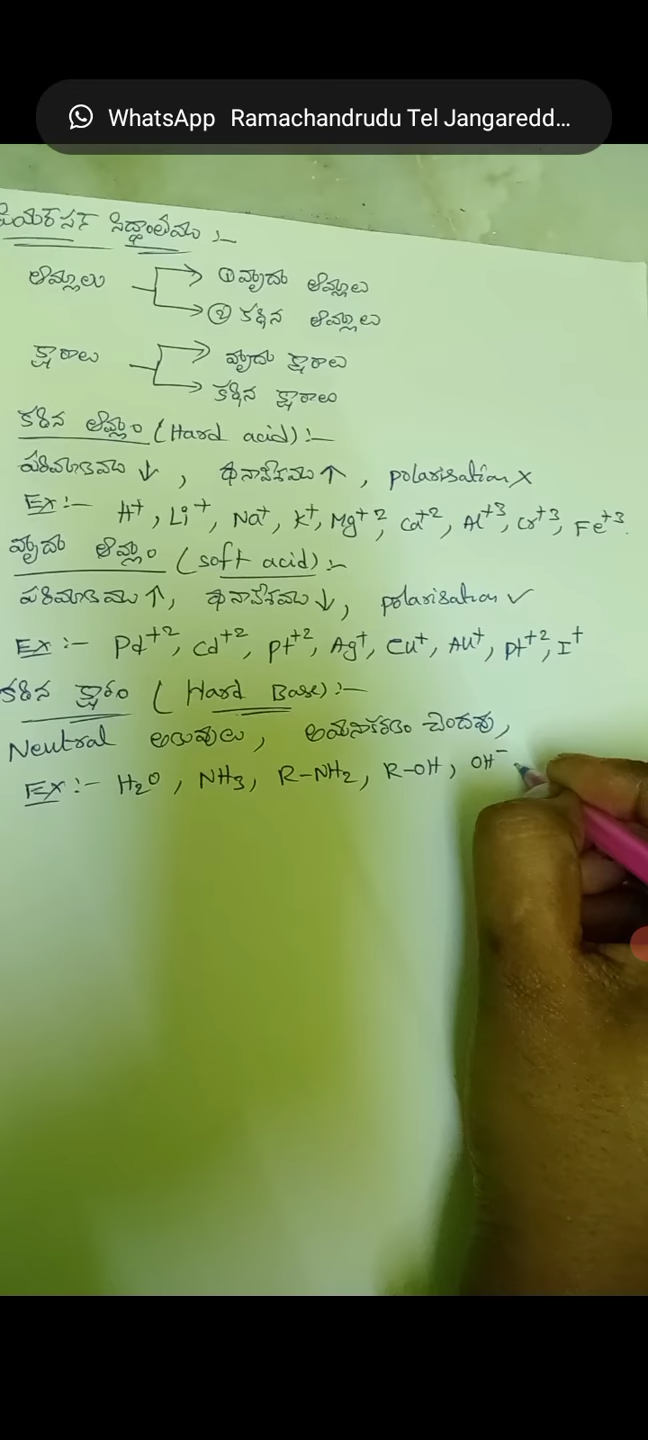 WhatsApp Ramachandrudu Tel Jangaredd...
పియర్‌సన్ సిద్ధాంతము :-
ఆమ్లాలు ① మృదు ఆమ్లాలు
② కఠిన ఆమ్లాలు
క్షారాలు మృదు క్షారాలు
కఠిన క్షారాలు
కఠిన ఆమ్లం (Hard acid) :-
పరిమాణము ↓, ధనావేశము ↑, polarisation ×
Ex :- H⁺, Li⁺, Na⁺, K⁺, Mg⁺², Ca⁺², Al⁺³, Cr⁺³, Fe⁺³.
మృదు ఆమ్లం (soft acid) :-
పరిమాణము ↑, ధనావేశము ↓, polarisation ✓
Ex :- Pd⁺², Cd⁺², Pt⁺², Ag⁺, Cu⁺, Au⁺, Pt⁺², I⁺
కఠిన క్షారం (Hard Base) :-
Neutral అణువులు, అయనీకరణం చెందవు,
Ex :- H₂O, NH₃, R-NH₂, R-OH, OH⁻